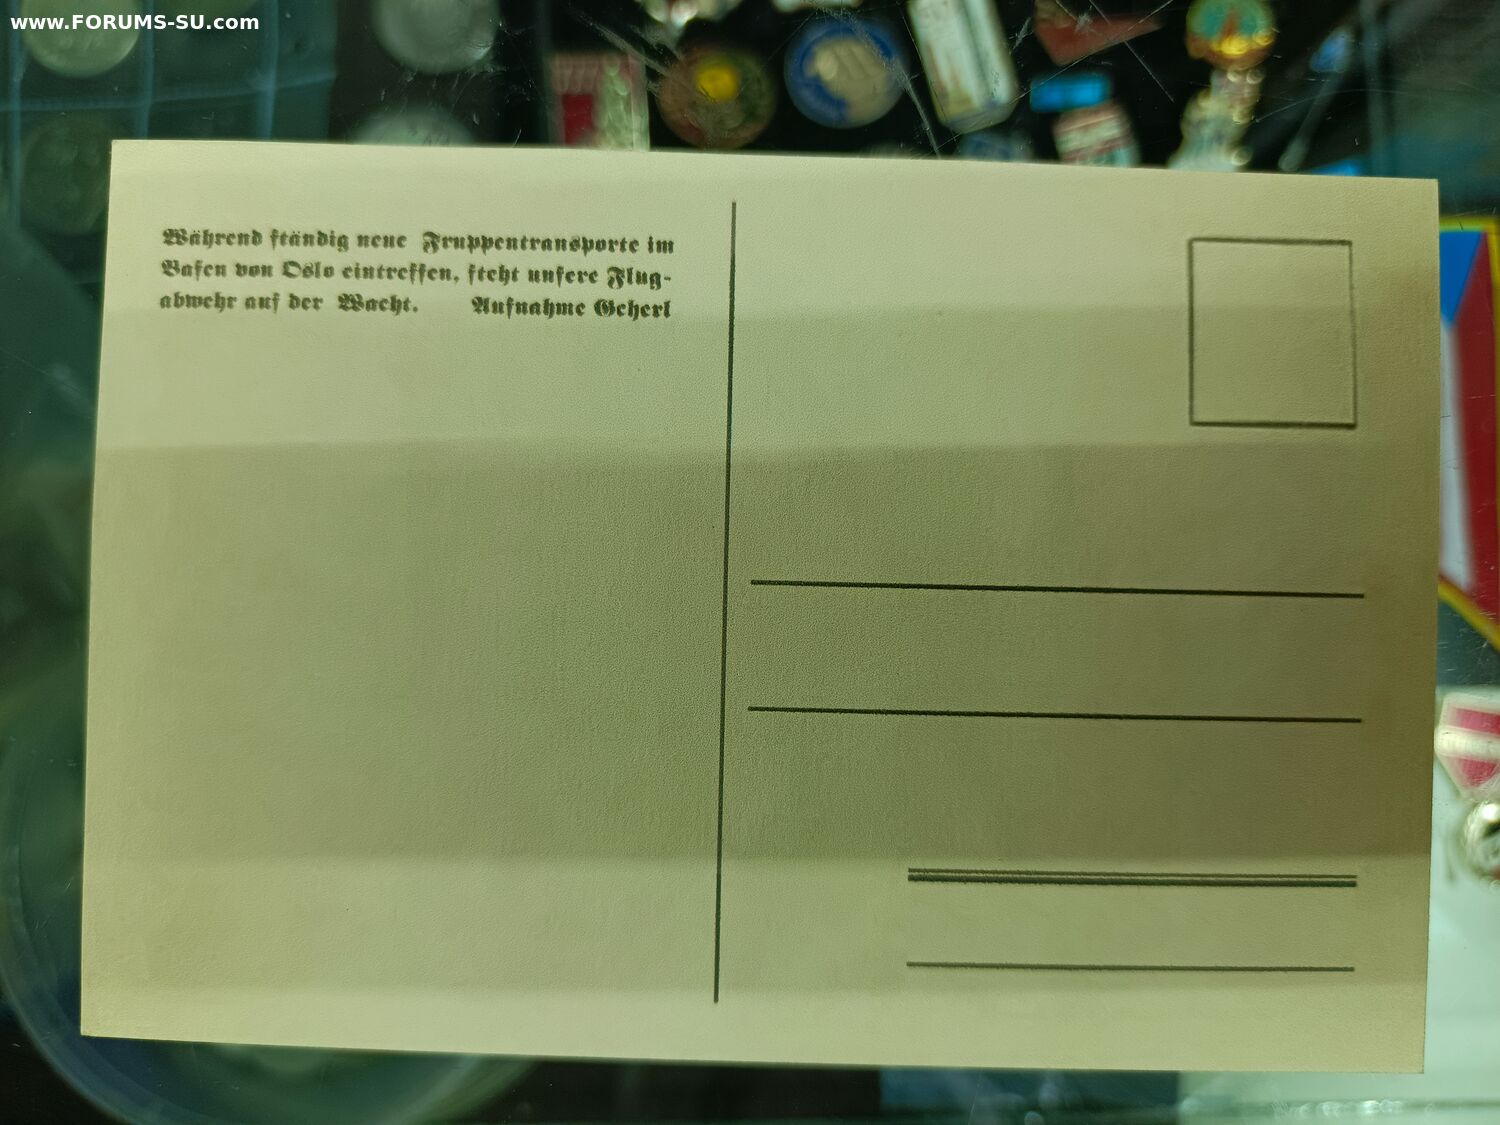 www.FORUMS-SU.com
Während ständig neue Truppentransporte im
Hafen von Oslo eintreffen, steht unsere Flug-
abwehr auf der Wacht. Aufnahme Scherl